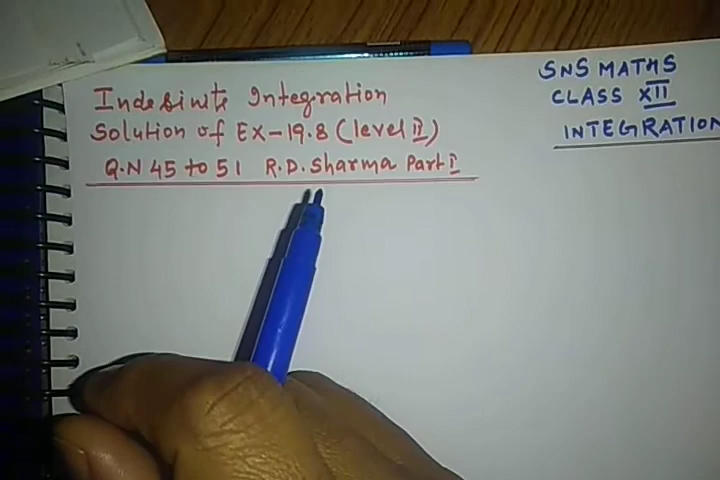 Indefinite Integration
Solution of EX-19.8 (level II)
Q.N 45 to 51 R.D. Sharma Part I
SNS MATHS
CLASS XII
INTEGRATION